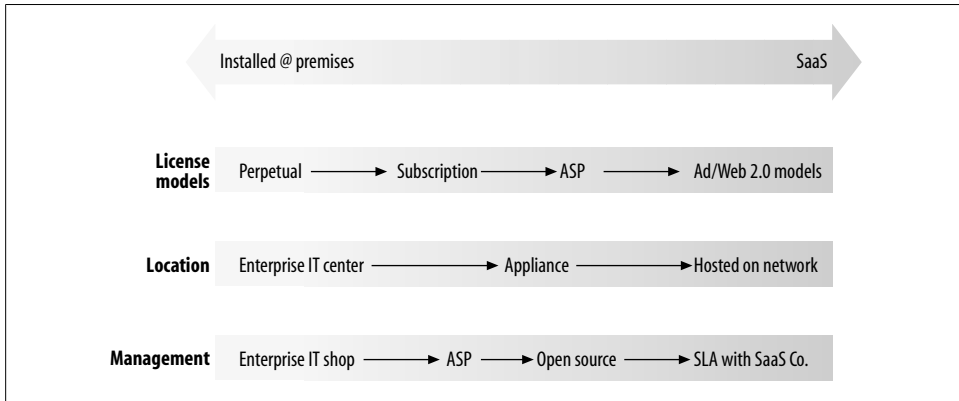 Installed @ premises SaaS
License
models
Perpetual Subscription ASP Ad/Web 2.0 models
Location Enterprise IT center Appliance Hosted on network
Management Enterprise IT shop ASP Open source SLA with SaaS Co.